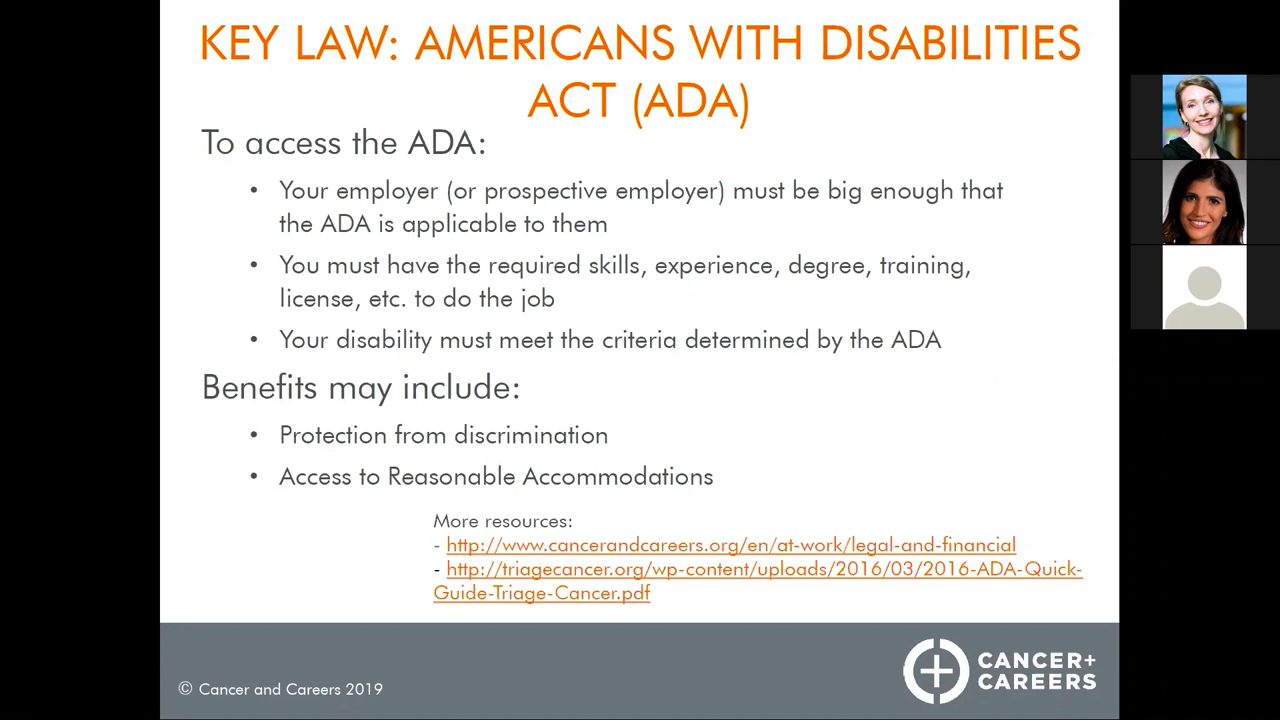 KEY LAW: AMERICANS WITH DISABILITIES
ACT (ADA)
To access the ADA:
• Your employer (or prospective employer) must be big enough that
the ADA is applicable to them
• You must have the required skills, experience, degree, training,
license, etc. to do the job
• Your disability must meet the criteria determined by the ADA
Benefits may include:
• Protection from discrimination
• Access to Reasonable Accommodations
More resources:
- http://www.cancerandcareers.org/en/at-work/legal-and-financial
- http://triagecancer.org/wp-content/uploads/2016/03/2016-ADA-Quick-
Guide-Triage-Cancer.pdf
© Cancer and Careers 2019
CANCER+
CAREERS